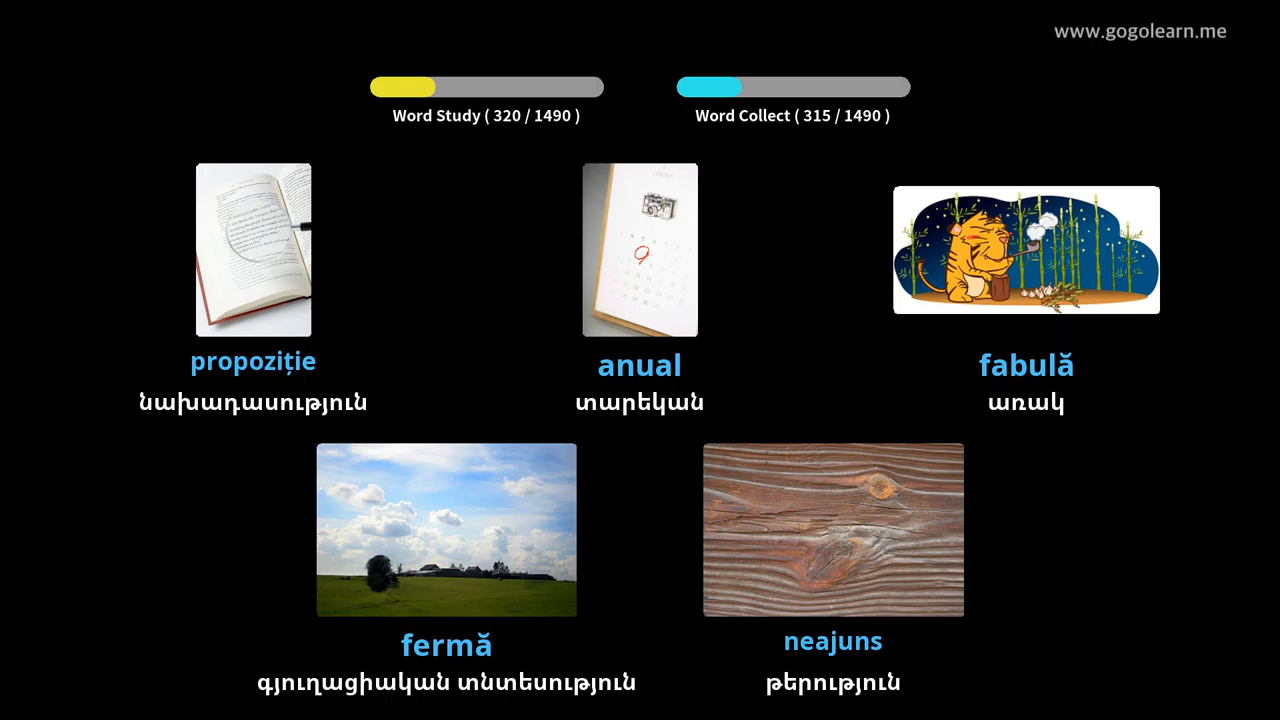 www.gogolearn.me
Word Study ( 320 / 1490 )
Word Collect ( 315 / 1490 )
propoziție
anual
fabulă
նախադասություն
տարեկան
առակ
fermă
neajuns
գյուղացիական տնտեսություն
թերություն